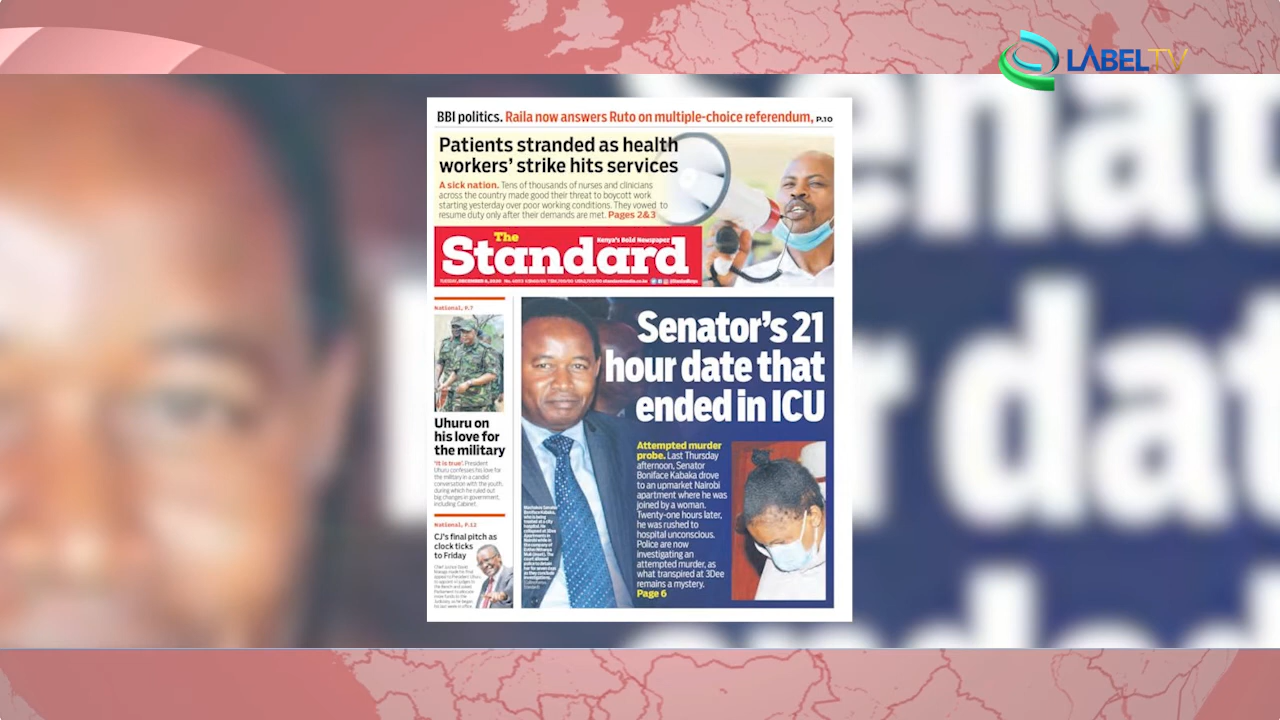 LABEL TV
BBI politics. Raila now answers Ruto on multiple-choice referendum, P.10
Patients stranded as health
workers' strike hits services
A sick nation. Tens of thousands of nurses and clinicians
across the country made good their threat to boycott work
starting yesterday over poor working conditions. They vowed to
resume duty only after their demands are met. Pages 2&3
The
Kenya's Bold Newspaper
Standard
TUESDAY, DECEMBER 8, 2020
National, P.7
Uhuru on
his love for
the military
'It is true'. President
Uhuru confesses his love for
the military in a candid
conversation with the youth,
during which he ruled out
big changes in government,
including Cabinet.
National, P.12
CJ's final pitch as
clock ticks
to Friday
Senator's 21
hour date that
ended in ICU
Attempted murder
probe. Last Thursday
afternoon, Senator
Boniface Kabaka drove
to an upmarket Nairobi
apartment where he was
joined by a woman.
Twenty-one hours later,
he was rushed to
hospital unconscious.
Police are now
investigating an
attempted murder, as
what transpired at 3Dee
remains a mystery.
Page 6